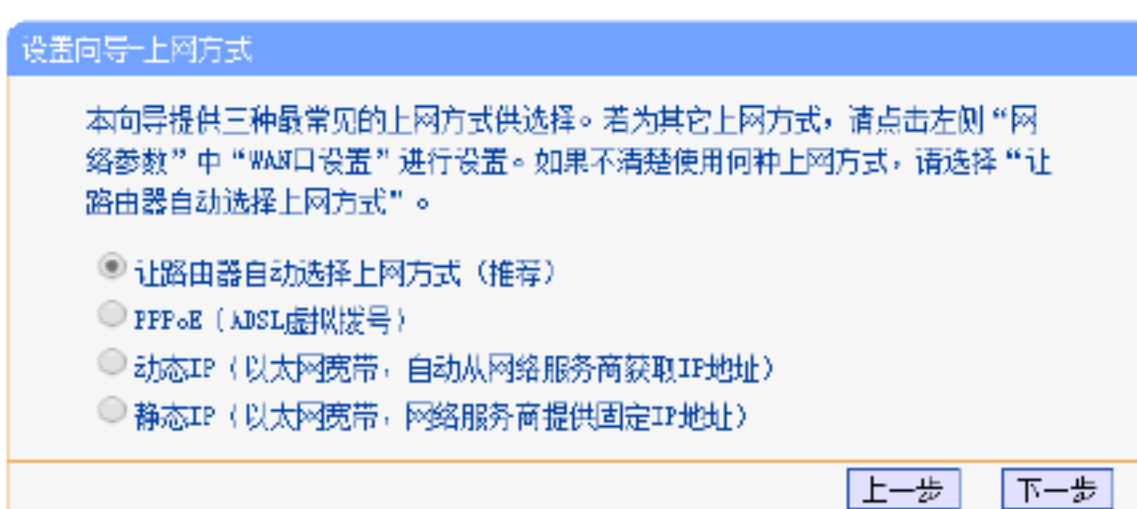 设置向导-上网方式
本向导提供三种最常见的上网方式供选择。若为其它上网方式，请点击左侧“网
络参数”中“WAN口设置”进行设置。如果不清楚使用何种上网方式，请选择“让
路由器自动选择上网方式”。
让路由器自动选择上网方式（推荐）
PPPoE（ADSL虚拟拨号）
动态IP（以太网宽带，自动从网络服务商获取IP地址）
静态IP（以太网宽带，网络服务商提供固定IP地址）
上一步 下一步